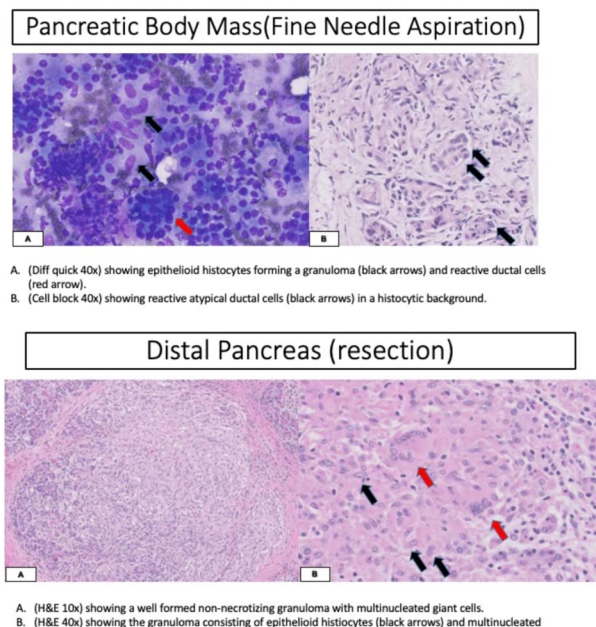 Pancreatic Body Mass(Fine Needle Aspiration)
A
B
A. (Diff quick 40x) showing epithelioid histocytes forming a granuloma (black arrows) and reactive ductal cells
(red arrow).
B. (Cell block 40x) showing reactive atypical ductal cells (black arrows) in a histocytic background.
Distal Pancreas (resection)
A
B
A. (H&E 10x) showing a well formed non-necrotizing granuloma with multinucleated giant cells.
B. (H&E 40x) showing the granuloma consisting of epithelioid histiocytes (black arrows) and multinucleated